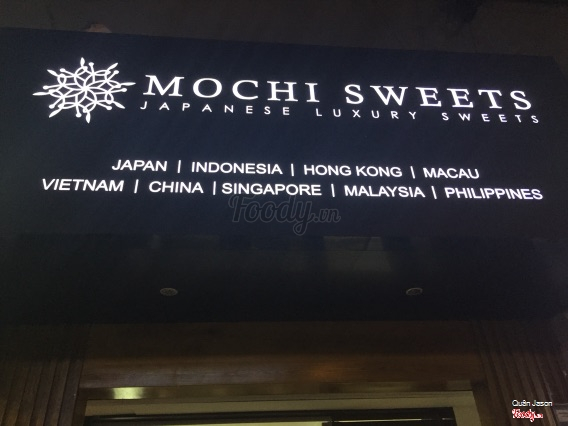 MOCHI SWEETS
JAPANESE LUXURY SWEETS
JAPAN | INDONESIA | HONG KONG | MACAU
VIETNAM | CHINA | SINGAPORE | MALAYSIA | PHILIPPINES
Foody.vn
Quân Jason
Foody.vn